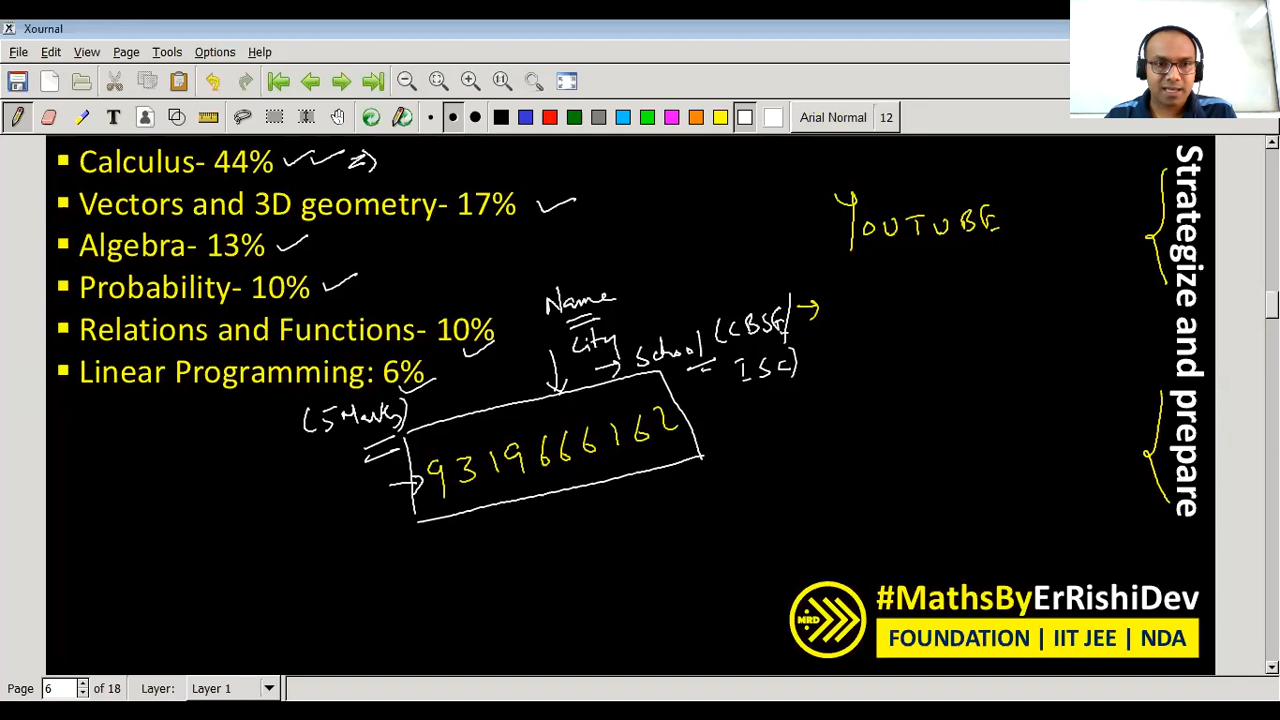 Xournal
File Edit View Page Tools Options Help
Arial Normal 12
▪ Calculus- 44%
▪ Vectors and 3D geometry- 17%
▪ Algebra- 13%
▪ Probability- 10%
▪ Relations and Functions- 10%
▪ Linear Programming: 6%
(5 Marks)
Name
City
School (CBSE/
ISC)
9319666162
YOUTUBE
Strategize and prepare
MRD
#MathsByErRishiDev
FOUNDATION | IIT JEE | NDA
Page 6 of 18 Layer: Layer 1